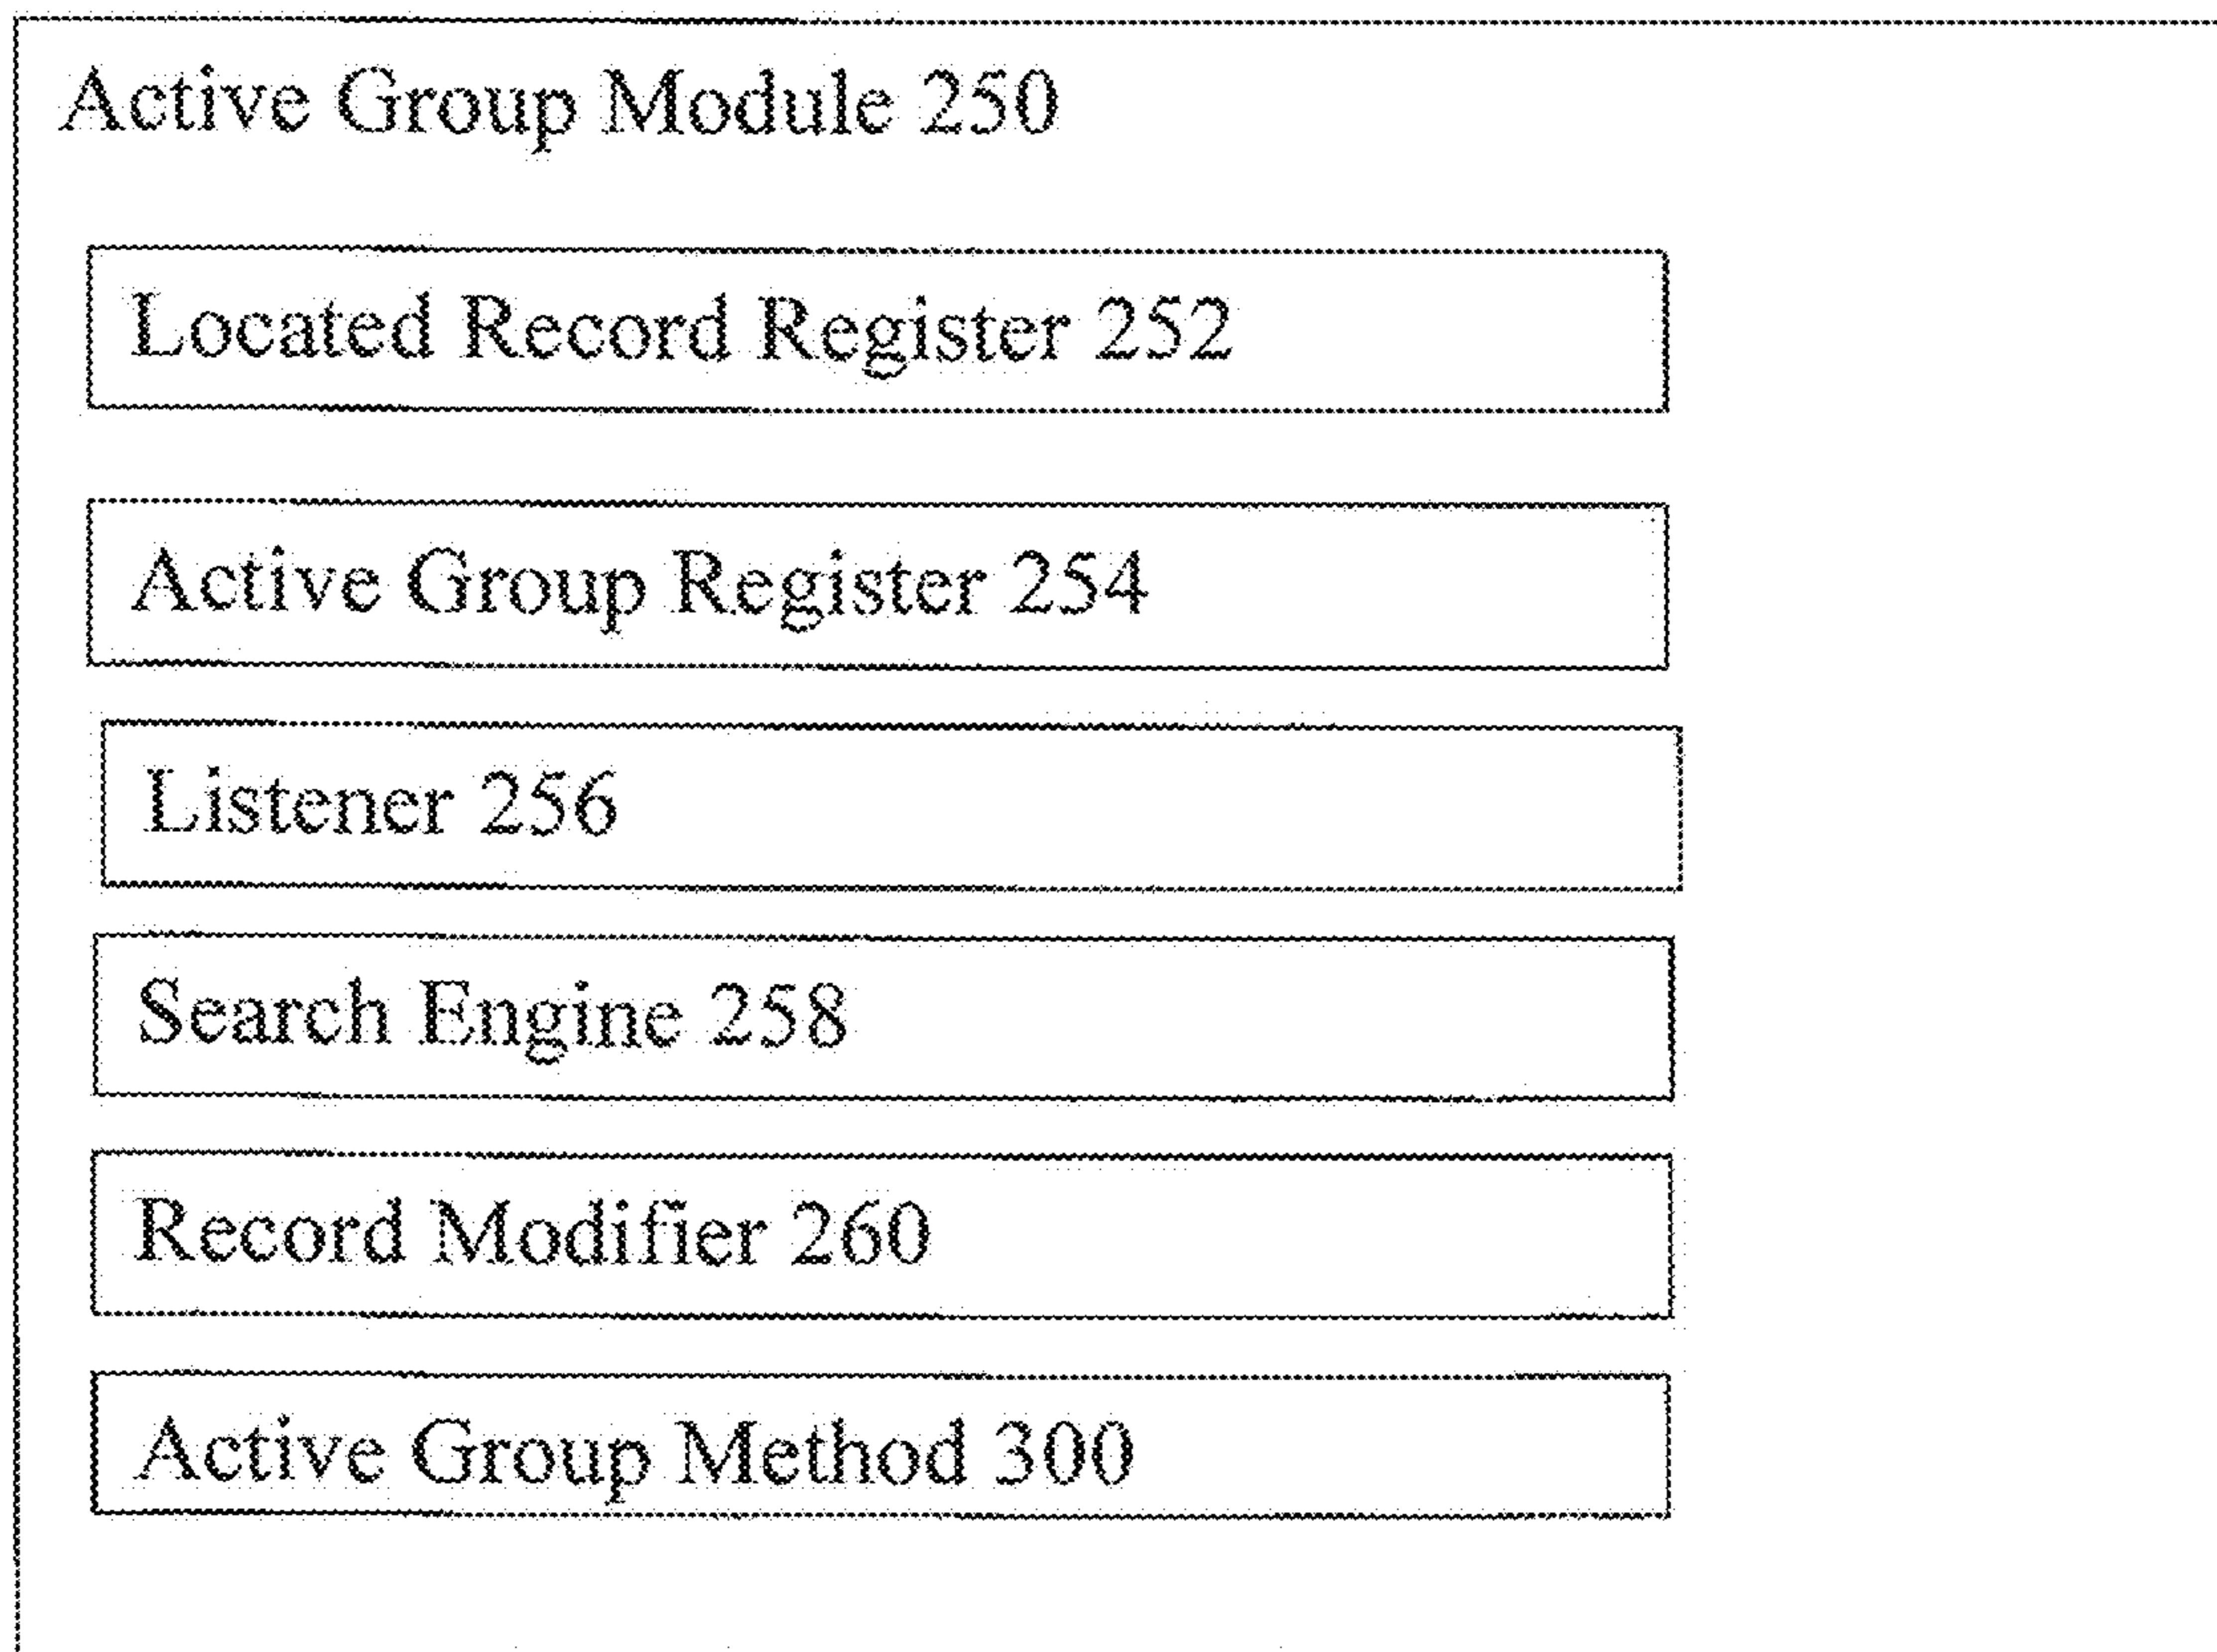 Active Group Module 250
Located Record Register 252
Active Group Register 254
Listener 256
Search Engine 258
Record Modifier 260
Active Group Method 300